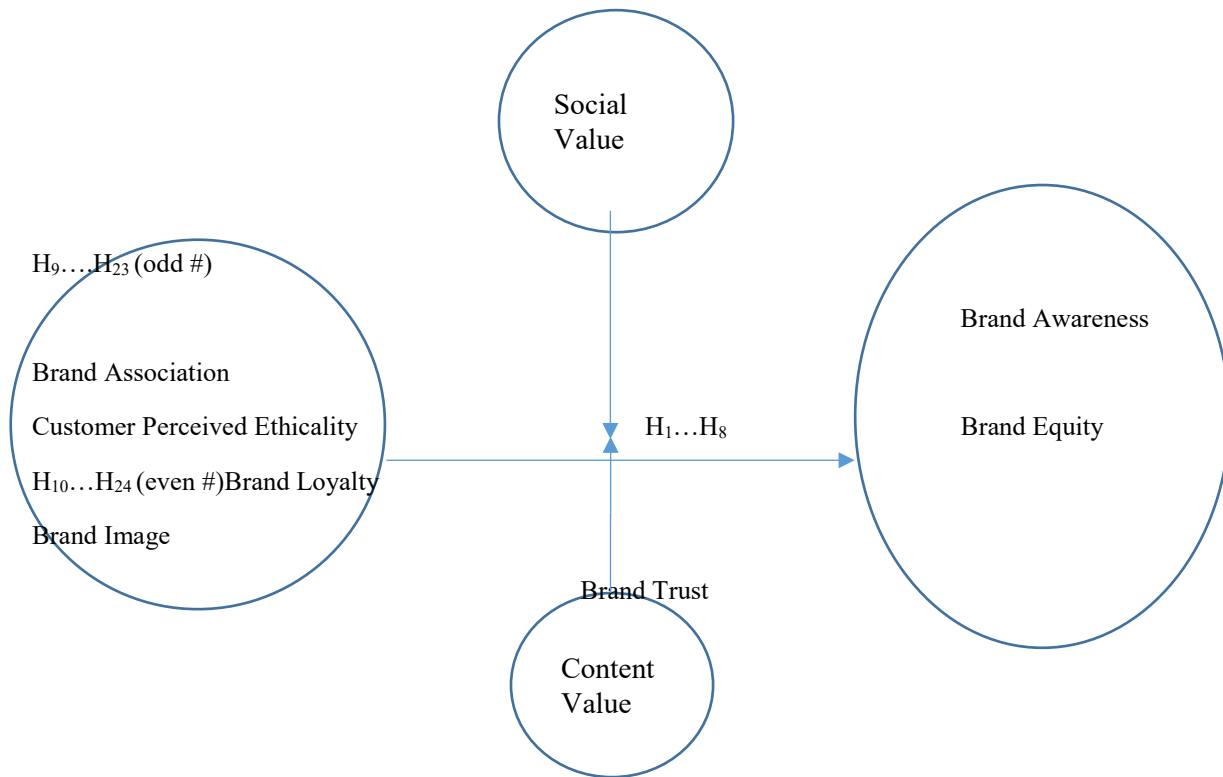 Social
Value
H₉….H₂₃ (odd #)
Brand Awareness
Brand Association
Customer Perceived Ethicality
H₁…H₈
Brand Equity
H₁₀…H₂₄ (even #)Brand Loyalty
Brand Image
Brand Trust
Content
Value